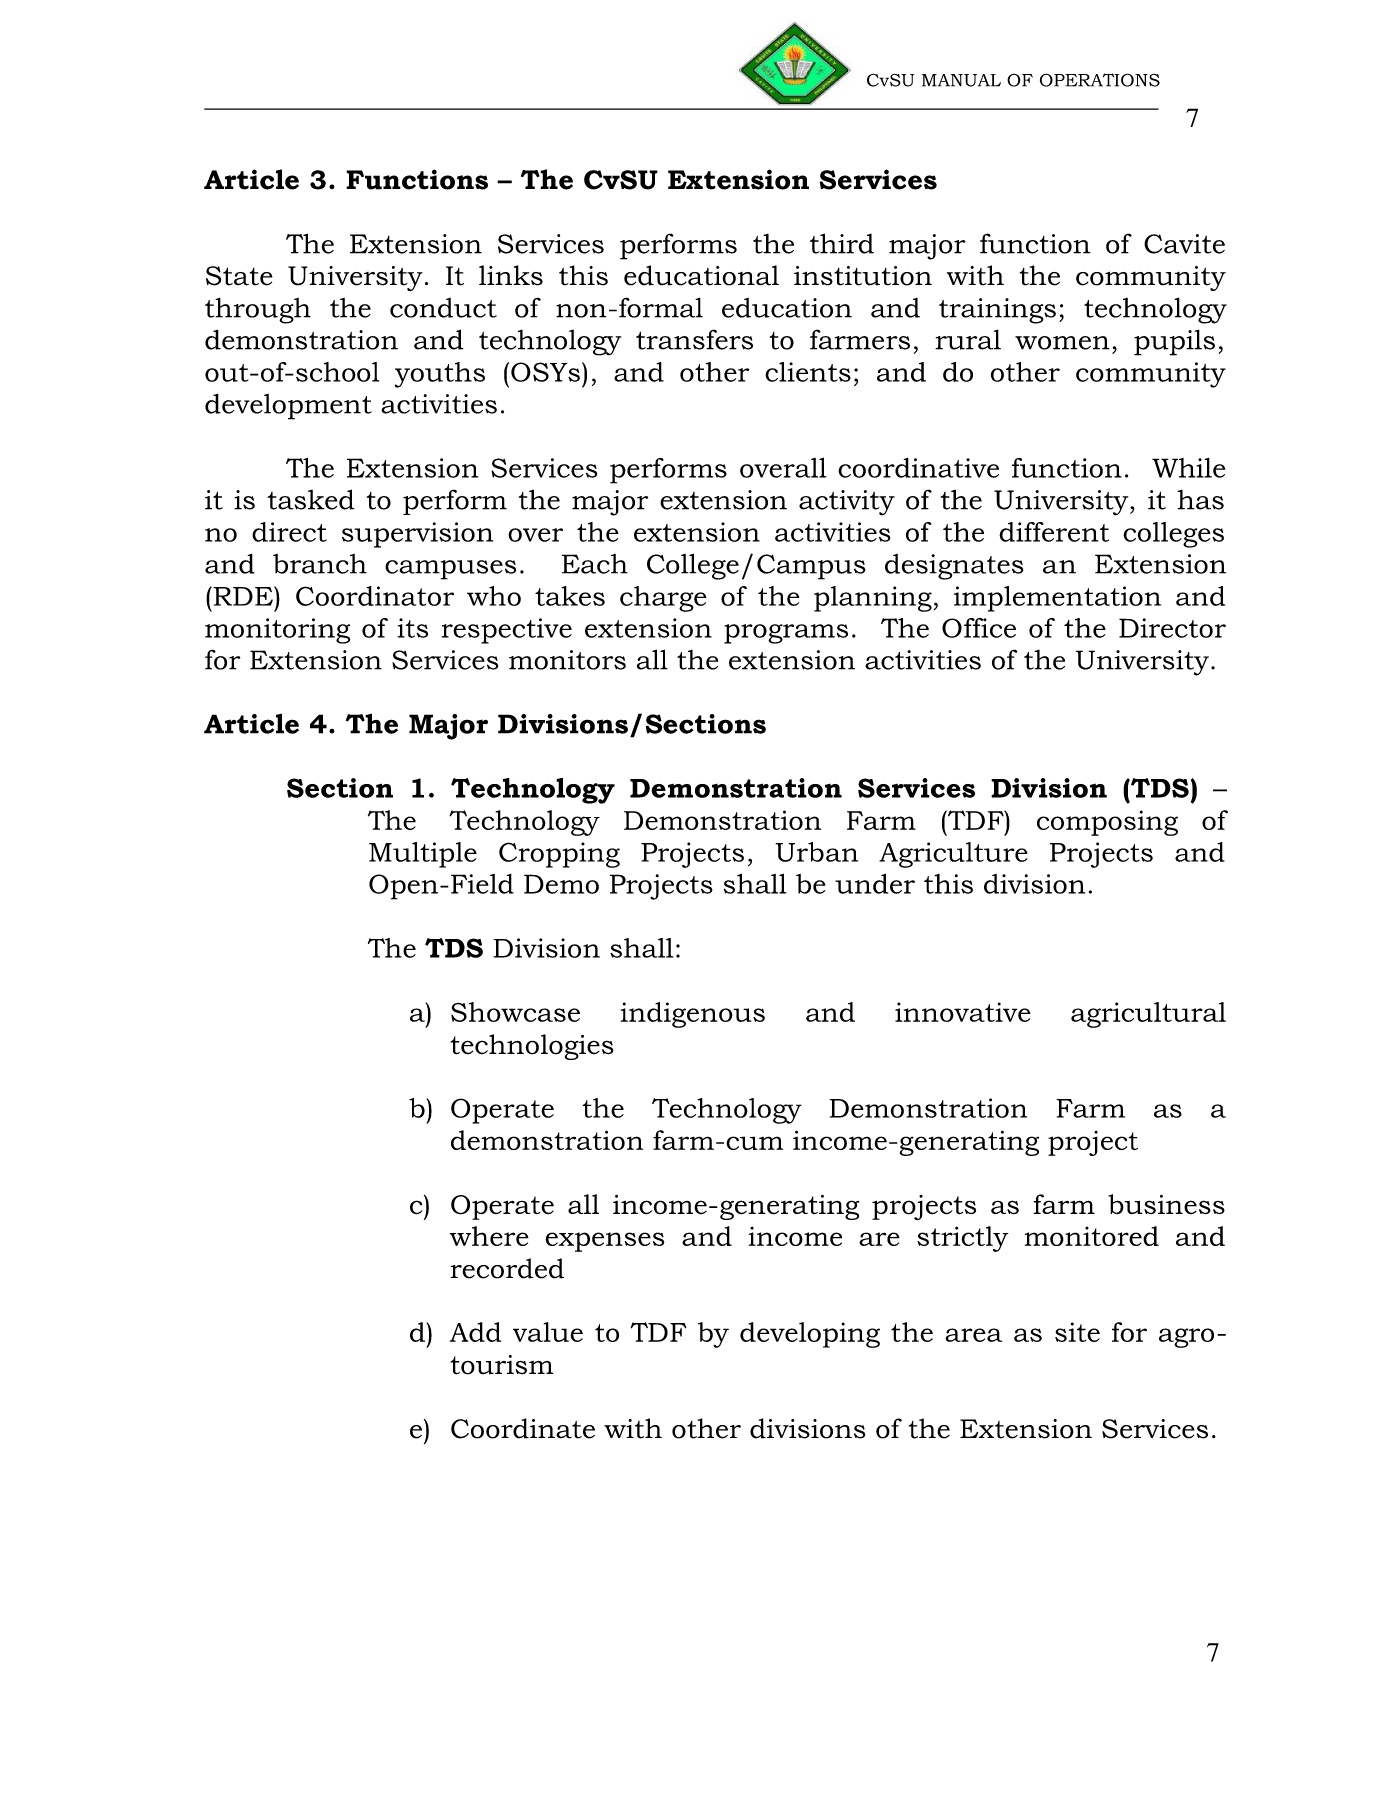 CvSU MANUAL OF OPERATIONS
7
Article 3. Functions – The CvSU Extension Services
The Extension Services performs the third major function of Cavite
State University. It links this educational institution with the community
through the conduct of non-formal education and trainings; technology
demonstration and technology transfers to farmers, rural women, pupils,
out-of-school youths (OSYs), and other clients; and do other community
development activities.
The Extension Services performs overall coordinative function. While
it is tasked to perform the major extension activity of the University, it has
no direct supervision over the extension activities of the different colleges
and branch campuses. Each College/Campus designates an Extension
(RDE) Coordinator who takes charge of the planning, implementation and
monitoring of its respective extension programs. The Office of the Director
for Extension Services monitors all the extension activities of the University.
Article 4. The Major Divisions/Sections
Section 1. Technology Demonstration Services Division (TDS) –
The Technology Demonstration Farm (TDF) composing of
Multiple Cropping Projects, Urban Agriculture Projects and
Open-Field Demo Projects shall be under this division.
The TDS Division shall:
a) Showcase indigenous and innovative agricultural
technologies
b) Operate the Technology Demonstration Farm as a
demonstration farm-cum income-generating project
c) Operate all income-generating projects as farm business
where expenses and income are strictly monitored and
recorded
d) Add value to TDF by developing the area as site for agro-
tourism
e) Coordinate with other divisions of the Extension Services.
7